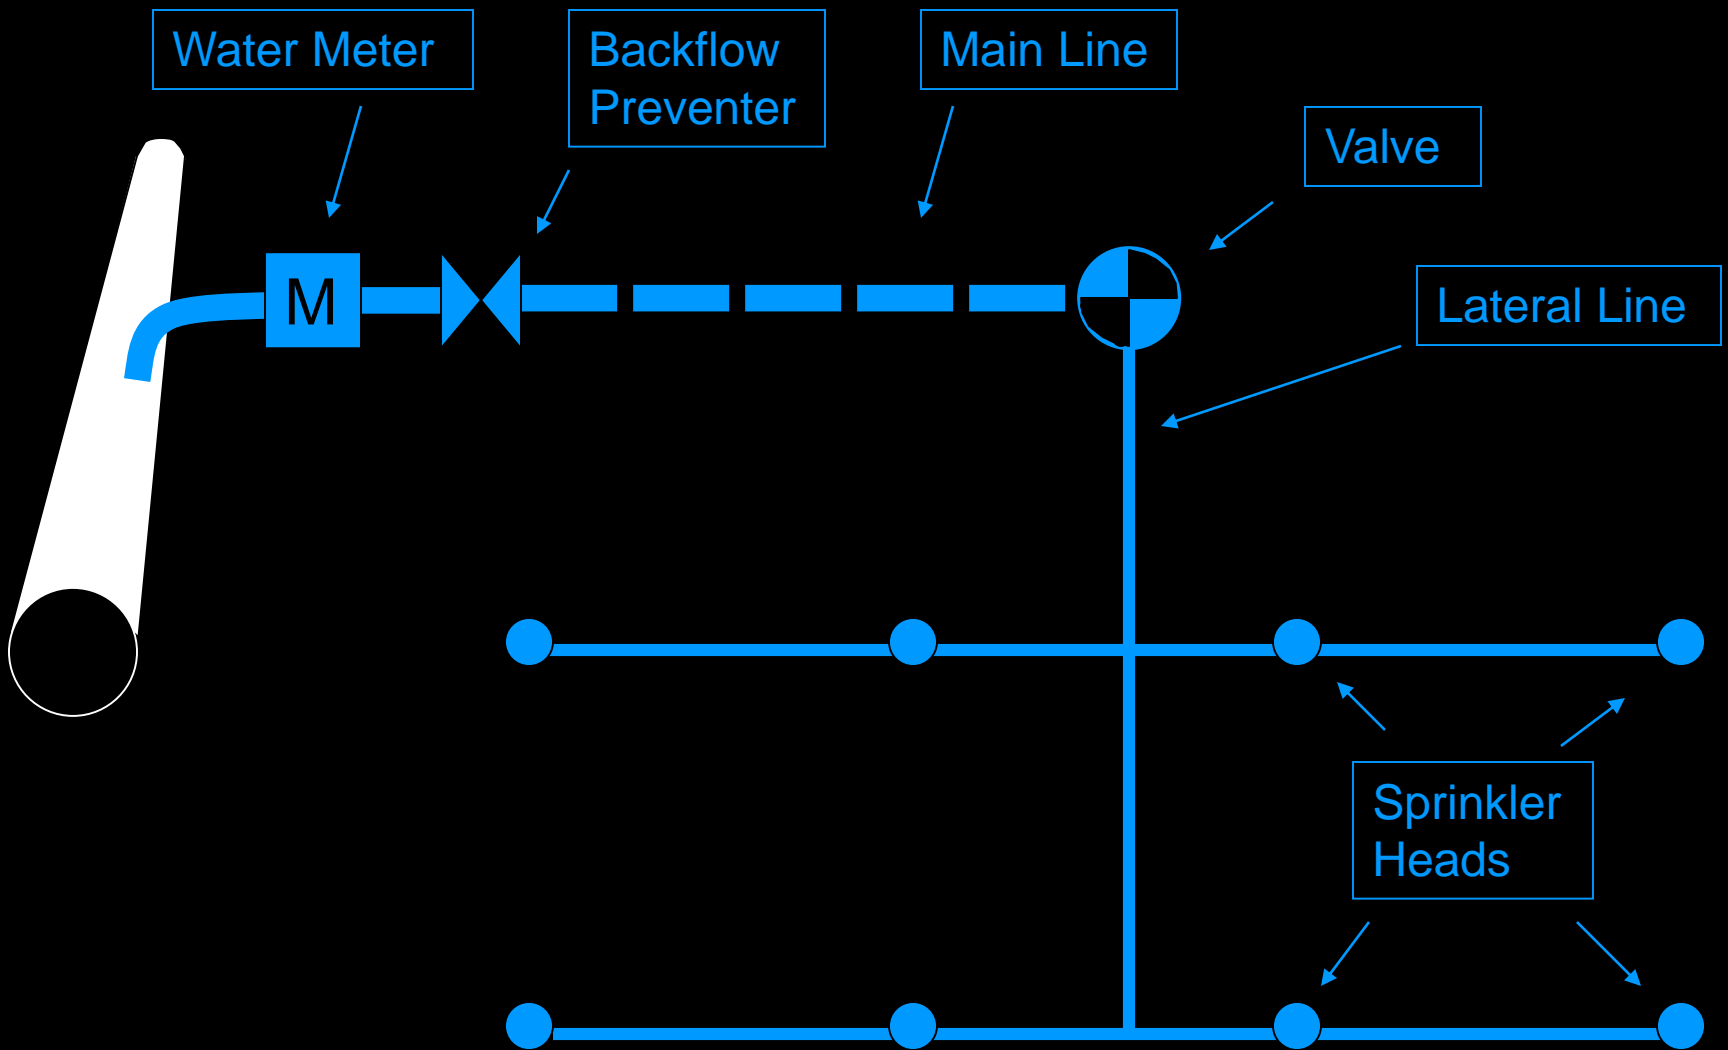 Water Meter
Backflow
Preventer
Main Line
Valve
M
Lateral Line
Sprinkler
Heads